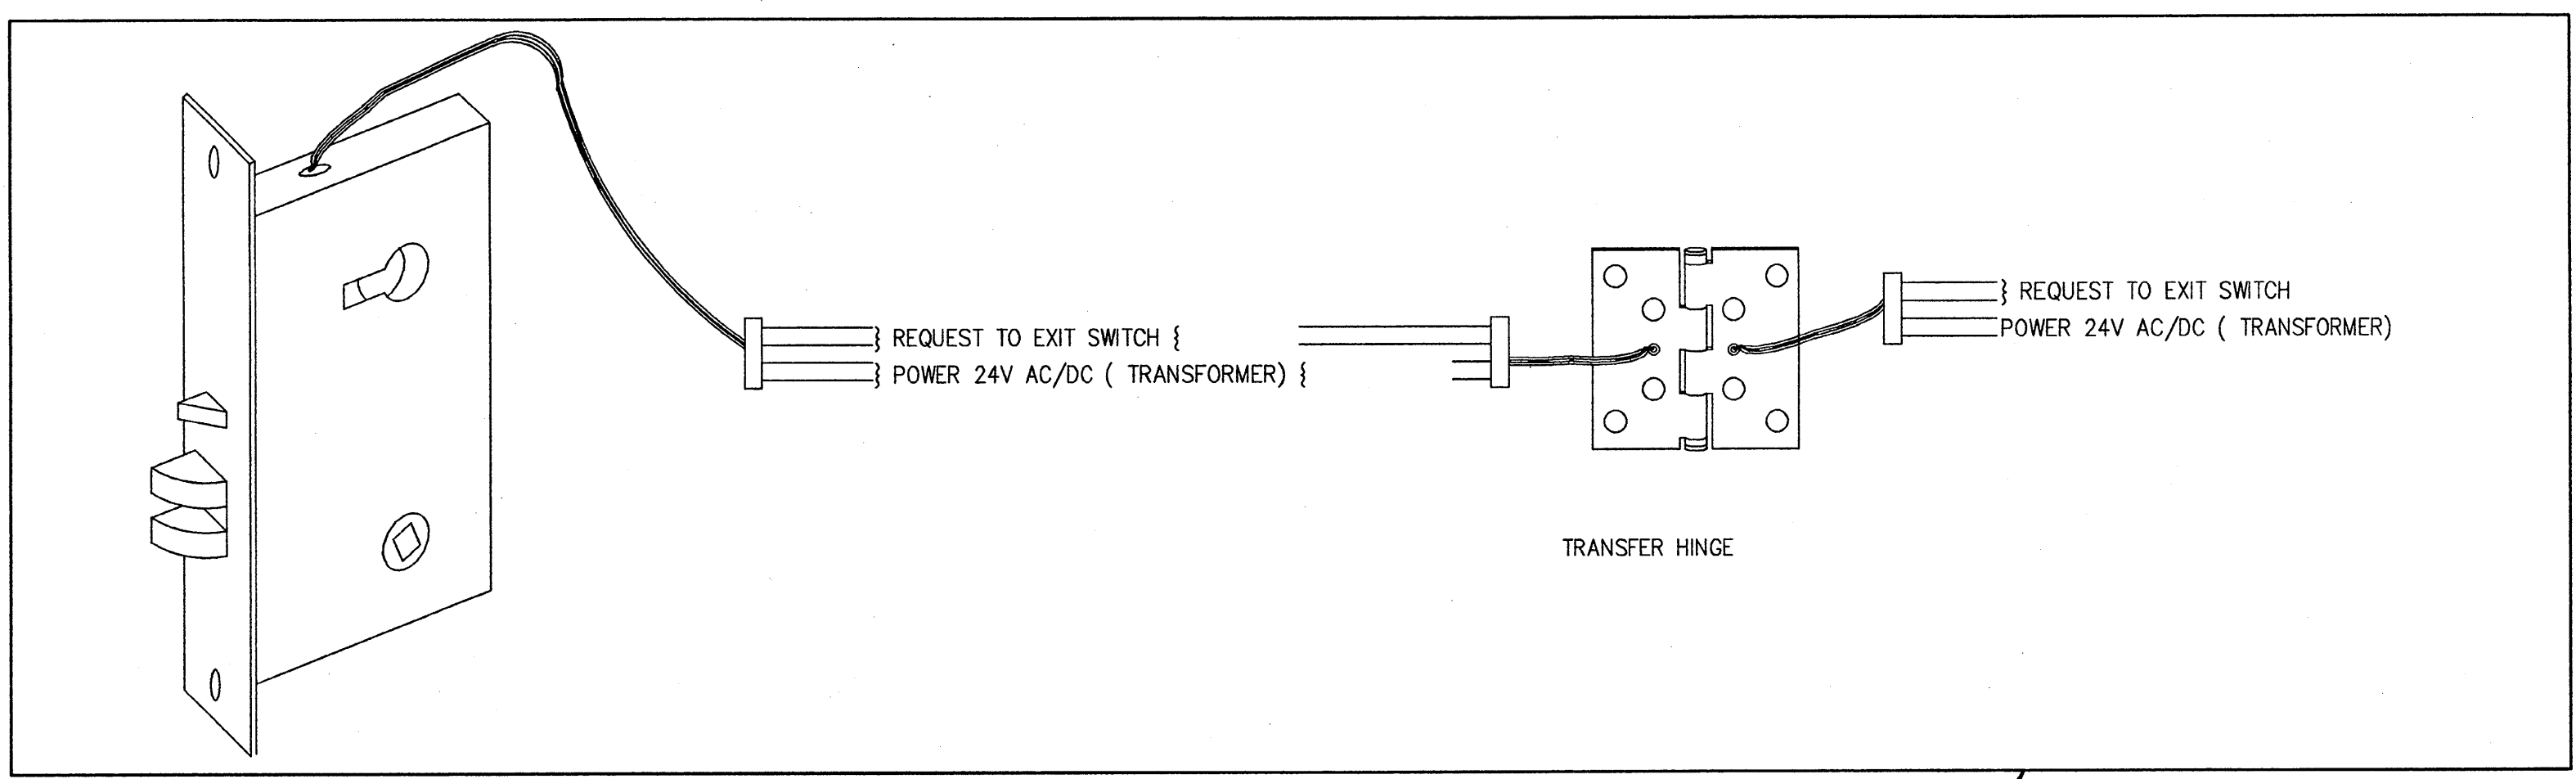 REQUEST TO EXIT SWITCH
POWER 24V AC/DC ( TRANSFORMER)
REQUEST TO EXIT SWITCH
POWER 24V AC/DC ( TRANSFORMER)
TRANSFER HINGE